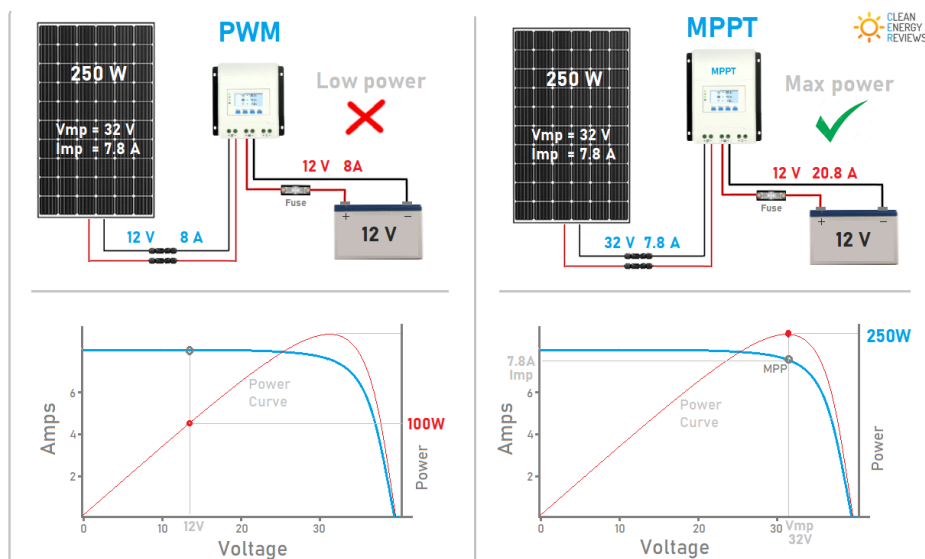 PWM
250 W
Vmp = 32 V
Imp = 7.8 A
Low power
12 V 8A
Fuse
+ −
12 V
12 V 8 A
MPPT
CLEAN
ENERGY
REVIEWS
250 W
Vmp = 32 V
Imp = 7.8 A
MPPT
Max power
12 V 20.8 A
Fuse
+ −
12 V
32 V 7.8 A
Amps
6
4
2
Power
Curve
100W
Power
0 10 20 30
12V
Voltage
Amps
7.8A
Imp
6
4
2
MPP
Power
Curve
250W
Power
0 10 20 30
Vmp
32V
Voltage